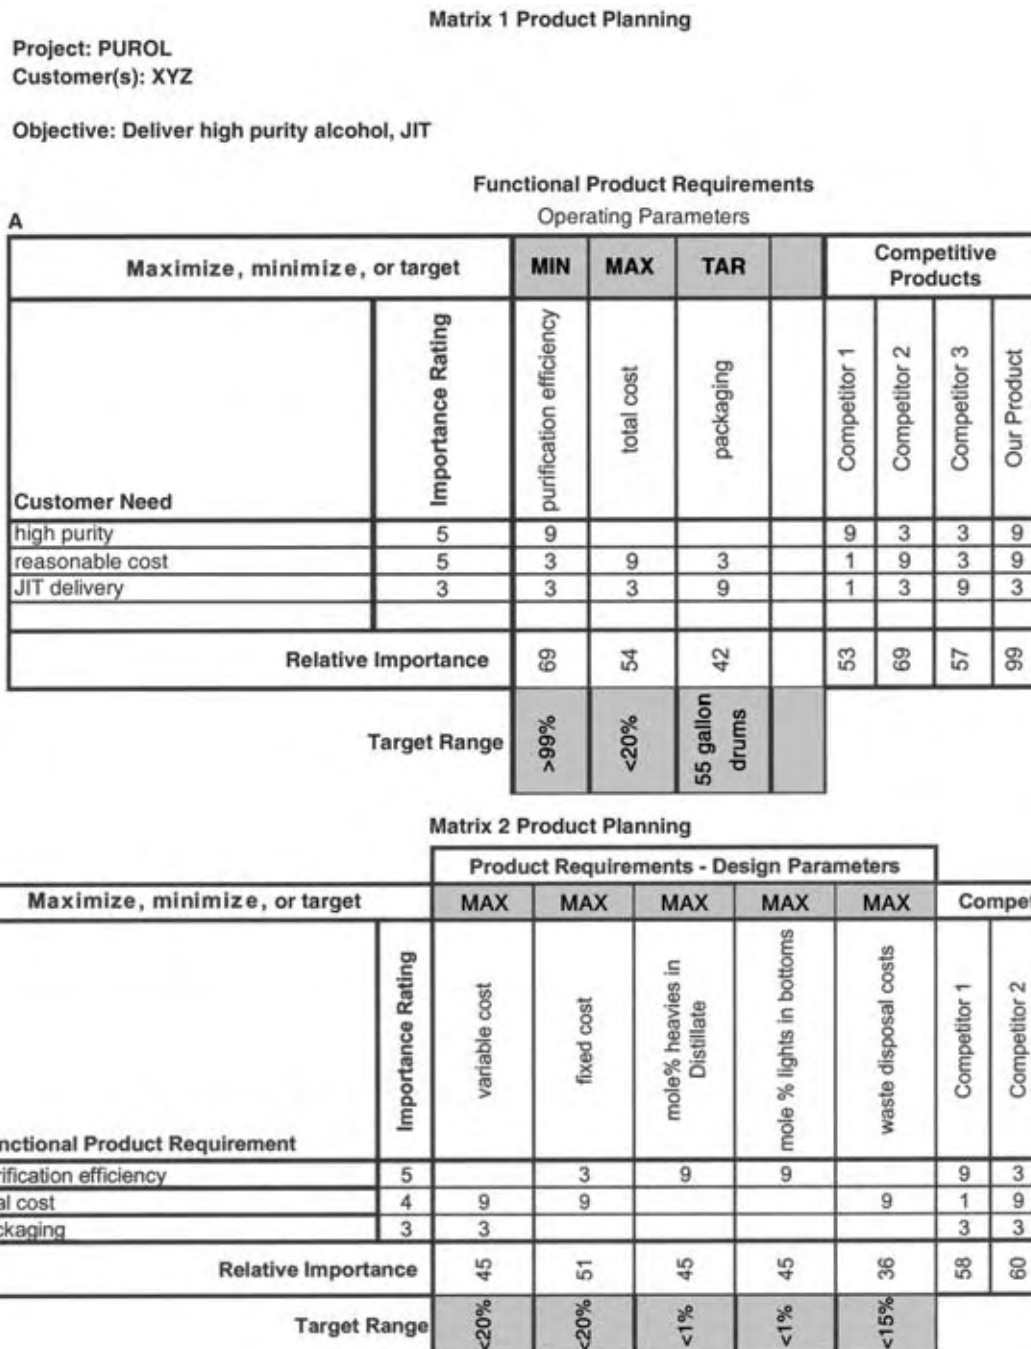 Matrix 1 Product Planning
Project: PUROL
Customer(s): XYZ
Objective: Deliver high purity alcohol, JIT
Functional Product Requirements
A
Operating Parameters
Maximize, minimize, or target MIN MAX TAR Competitive Products
Customer Need Importance Rating purification efficiency total cost packaging Competitor 1 Competitor 2 Competitor 3 Our Product
high purity 5 9 9 3 3 9
reasonable cost 5 3 9 3 1 9 3 9
JIT delivery 3 3 3 9 1 3 9 3
Relative Importance 69 54 42 53 69 57 99
Target Range >99% <20% 55 gallon drums
Matrix 2 Product Planning
Product Requirements - Design Parameters
Maximize, minimize, or target MAX MAX MAX MAX MAX Compet
nctional Product Requirement Importance Rating variable cost fixed cost mole% heavies in Distillate mole % lights in bottoms waste disposal costs Competitor 1 Competitor 2
rification efficiency 5 3 9 9 9 3
al cost 4 9 9 9 1 9
ckaging 3 3 3 3
Relative Importance 45 51 45 45 36 58 60
Target Range <20% <20% <1% <1% <15%